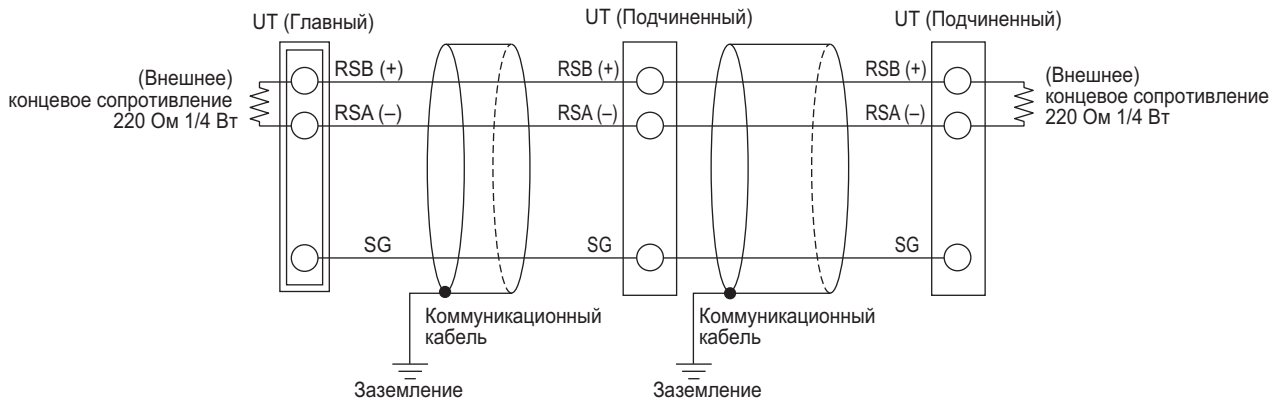 UT (Главный)
UT (Подчиненный)
UT (Подчиненный)
(Внешнее)
концевое сопротивление
220 Ом 1/4 Вт
RSB (+)
RSB (+)
RSB (+)
(Внешнее)
концевое сопротивление
220 Ом 1/4 Вт
RSA (–)
RSA (–)
RSA (–)
SG
SG
SG
Коммуникационный
кабель
Коммуникационный
кабель
Заземление
Заземление